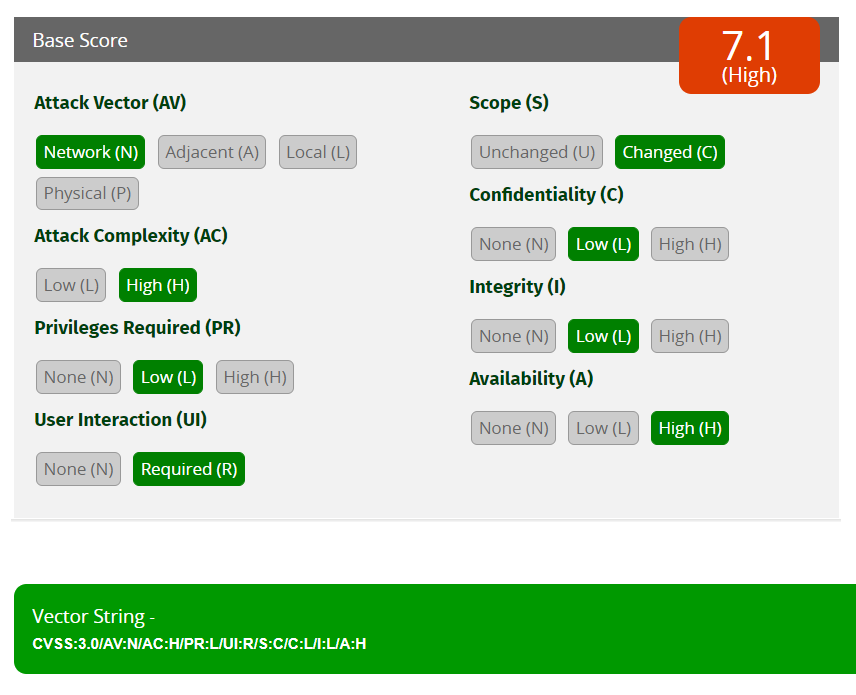 Base Score
7.1
(High)
Attack Vector (AV)
Network (N) Adjacent (A) Local (L)
Physical (P)
Attack Complexity (AC)
Low (L) High (H)
Privileges Required (PR)
None (N) Low (L) High (H)
User Interaction (UI)
None (N) Required (R)
Scope (S)
Unchanged (U) Changed (C)
Confidentiality (C)
None (N) Low (L) High (H)
Integrity (I)
None (N) Low (L) High (H)
Availability (A)
None (N) Low (L) High (H)
Vector String -
CVSS:3.0/AV:N/AC:H/PR:L/UI:R/S:C/C:L/I:L/A:H